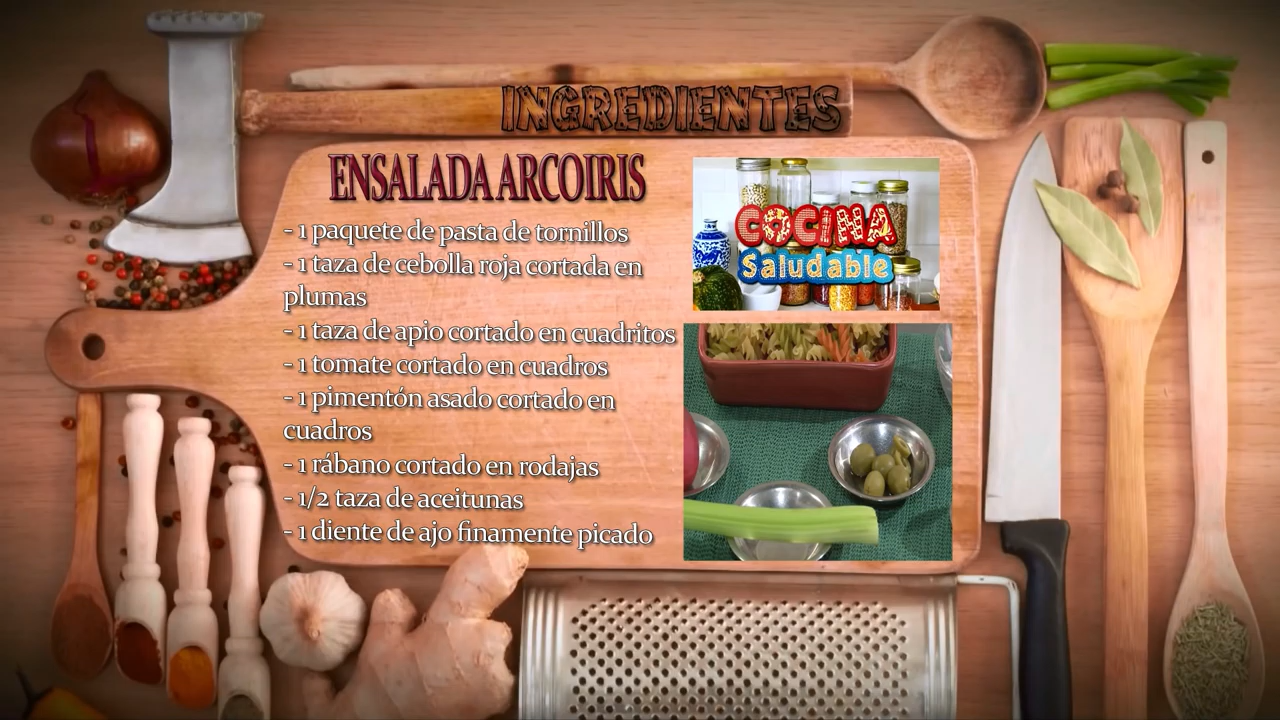 INGREDIENTES
ENSALADA ARCOIRIS
- 1 paquete de pasta de tornillos
- 1 taza de cebolla roja cortada en
plumas
- 1 taza de apio cortado en cuadritos
- 1 tomate cortado en cuadros
- 1 pimentón asado cortado en
cuadros
- 1 rábano cortado en rodajas
- 1/2 taza de aceitunas
- 1 diente de ajo finamente picado
COCINA
Saludable